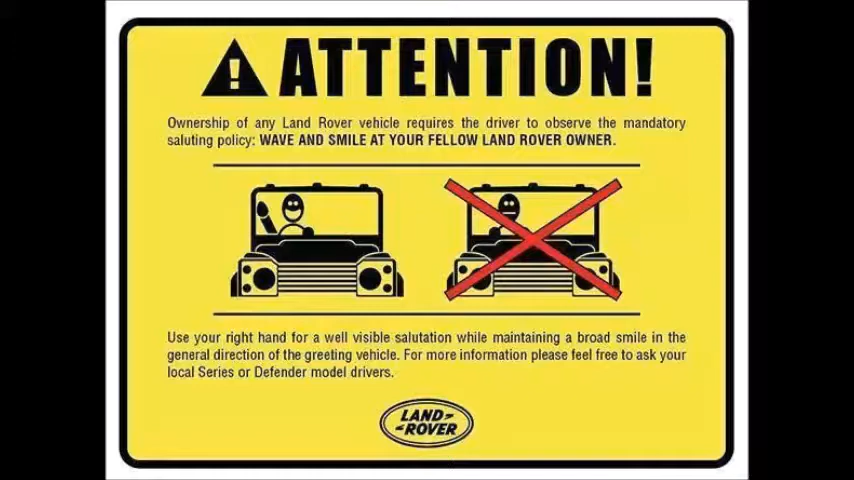 ATTENTION!
Ownership of any Land Rover vehicle requires the driver to observe the mandatory
saluting policy: WAVE AND SMILE AT YOUR FELLOW LAND ROVER OWNER.
Use your right hand for a well visible salutation while maintaining a broad smile in the
general direction of the greeting vehicle. For more information please feel free to ask your
local Series or Defender model drivers.
LAND
ROVER